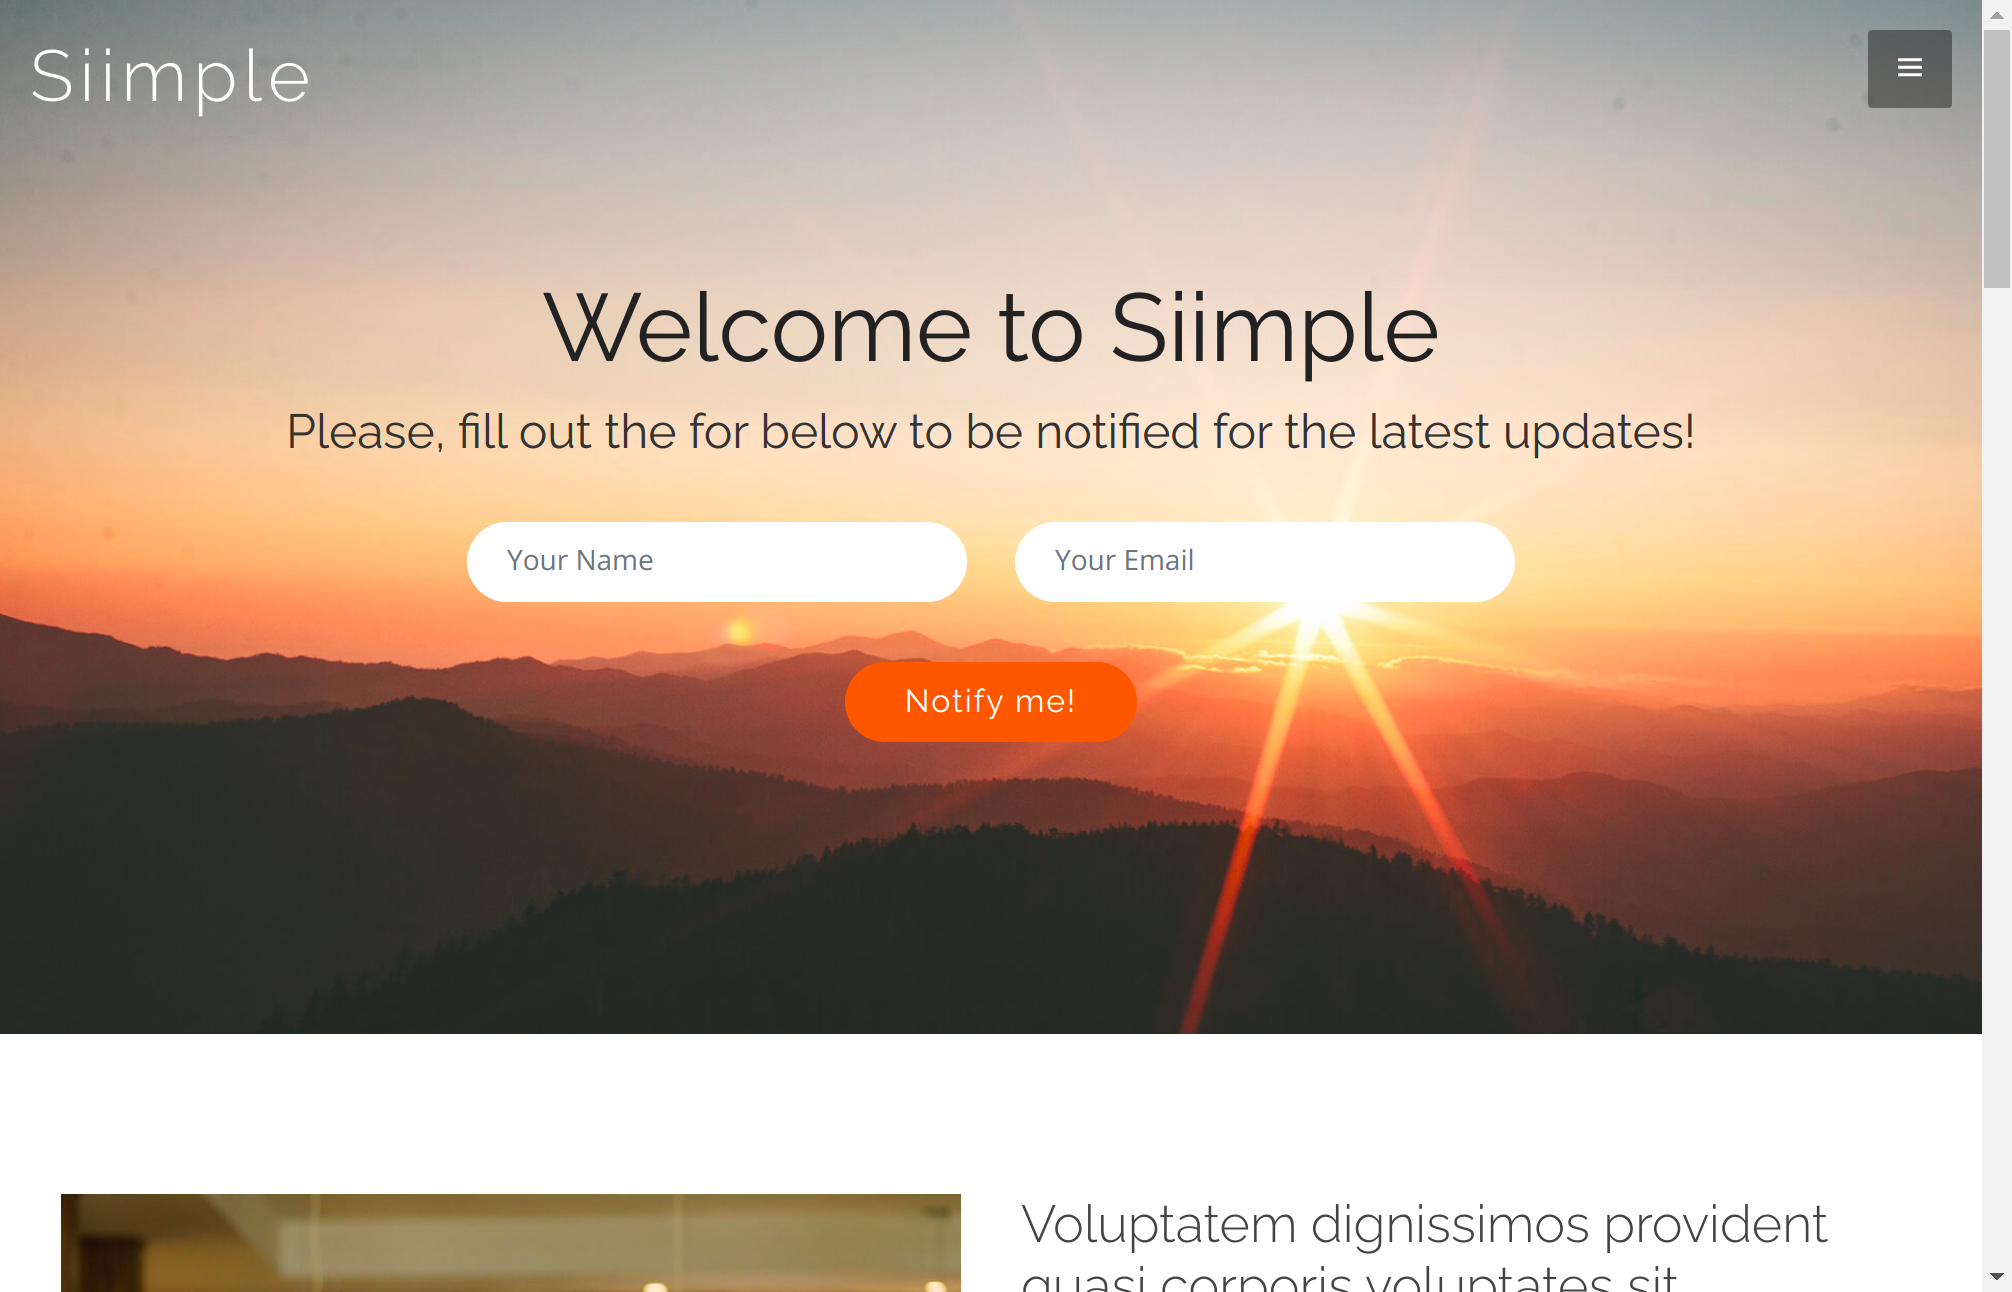 Siimple
Welcome to Siimple
Please, fill out the for below to be notified for the latest updates!
Your Name
Your Email
Notify me!
Voluptatem dignissimos provident
quasi corporis voluptates sit